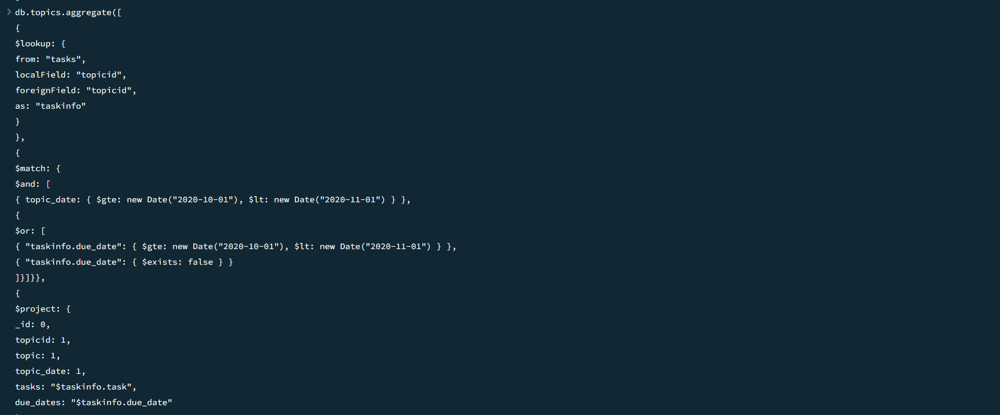 db.topics.aggregate([
{
$lookup: {
from: "tasks",
localField: "topicid",
foreignField: "topicid",
as: "taskinfo"
}
},
{
$match: {
$and: [
{ topic_date: { $gte: new Date("2020-10-01"), $lt: new Date("2020-11-01") } },
{
$or: [
{ "taskinfo.due_date": { $gte: new Date("2020-10-01"), $lt: new Date("2020-11-01") } },
{ "taskinfo.due_date": { $exists: false } }
]}]}},
{
$project: {
_id: 0,
topicid: 1,
topic: 1,
topic_date: 1,
tasks: "$taskinfo.task",
due_dates: "$taskinfo.due_date"